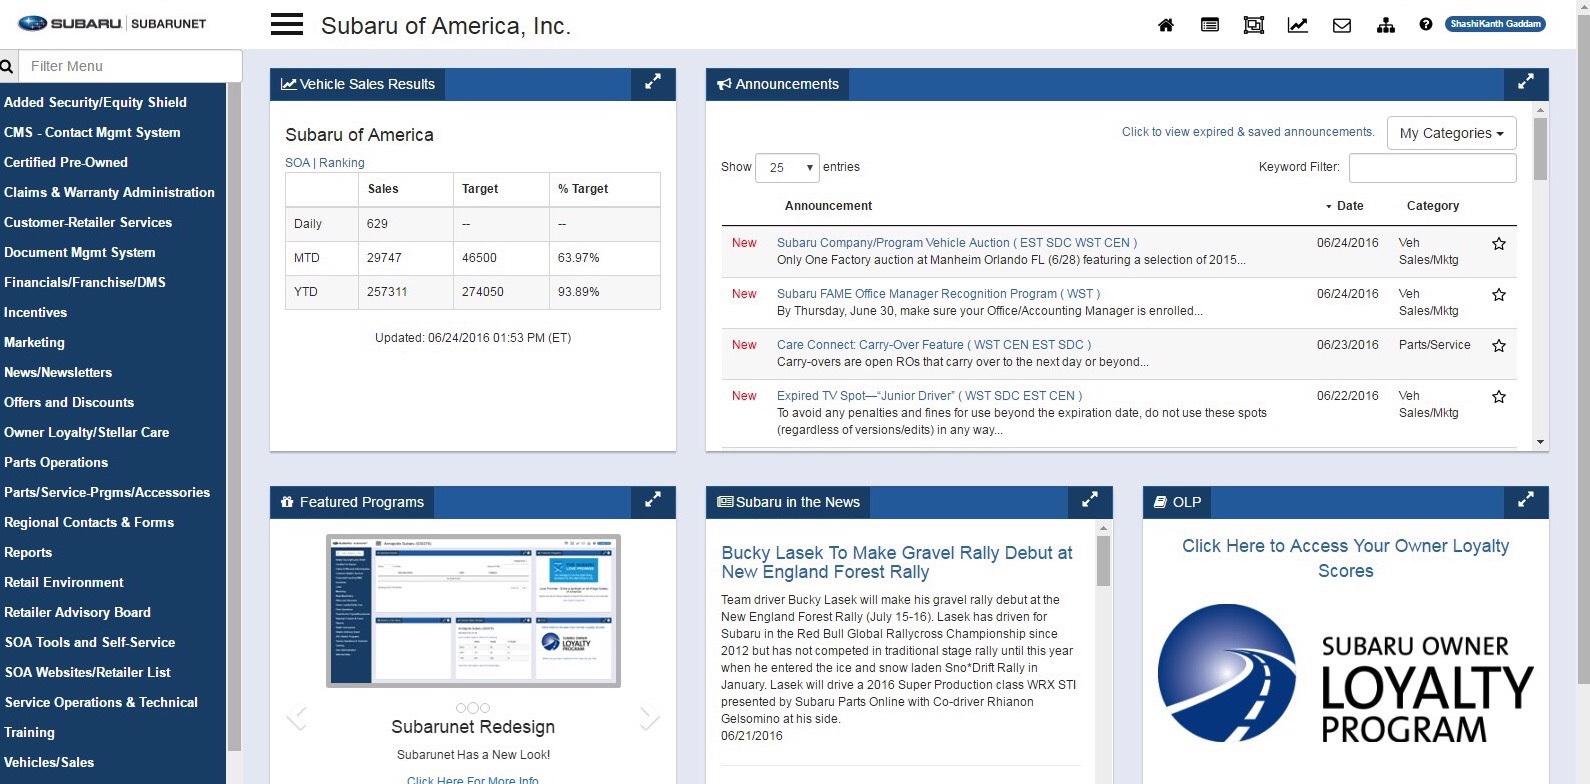 SUBARU | SUBARUNET
Subaru of America, Inc.
ShashiKanth Gaddam
Filter Menu
Added Security/Equity Shield
CMS - Contact Mgmt System
Certified Pre-Owned
Claims & Warranty Administration
Customer-Retailer Services
Document Mgmt System
Financials/Franchise/DMS
Incentives
Marketing
News/Newsletters
Offers and Discounts
Owner Loyalty/Stellar Care
Parts Operations
Parts/Service-Prgms/Accessories
Regional Contacts & Forms
Reports
Retail Environment
Retailer Advisory Board
SOA Tools and Self-Service
SOA Websites/Retailer List
Service Operations & Technical
Training
Vehicles/Sales
Vehicle Sales Results
Subaru of America
SOA | Ranking
Sales Target % Target
Daily 629 -- --
MTD 29747 46500 63.97%
YTD 257311 274050 93.89%
Updated: 06/24/2016 01:53 PM (ET)
Announcements
Click to view expired & saved announcements. My Categories
Show 25 entries Keyword Filter:
Announcement Date Category
New Subaru Company/Program Vehicle Auction ( EST SDC WST CEN ) 06/24/2016 Veh
Only One Factory auction at Manheim Orlando FL (6/28) featuring a selection of 2015... Sales/Mktg
New Subaru FAME Office Manager Recognition Program ( WST ) 06/24/2016 Veh
By Thursday, June 30, make sure your Office/Accounting Manager is enrolled... Sales/Mktg
New Care Connect: Carry-Over Feature ( WST CEN EST SDC ) 06/23/2016 Parts/Service
Carry-overs are open ROs that carry over to the next day or beyond...
New Expired TV Spot—“Junior Driver” ( WST SDC EST CEN ) 06/22/2016 Veh
To avoid any penalties and fines for use beyond the expiration date, do not use these spots Sales/Mktg
(regardless of versions/edits) in any way...
Featured Programs
LOYALTY
PROGRAM
Subarunet Redesign
Subarunet Has a New Look!
Click Here For More Info
Subaru in the News
Bucky Lasek To Make Gravel Rally Debut at
New England Forest Rally
Team driver Bucky Lasek will make his gravel rally debut at the
New England Forest Rally (July 15-16). Lasek has driven for
Subaru in the Red Bull Global Rallycross Championship since
2012 but has not competed in traditional stage rally until this year
when he entered the ice and snow laden Sno*Drift Rally in
January. Lasek will drive a 2016 Super Production class WRX STI
presented by Subaru Parts Online with Co-driver Rhianon
Gelsomino at his side.
06/21/2016
OLP
Click Here to Access Your Owner Loyalty
Scores
SUBARU OWNER
LOYALTY
PROGRAM